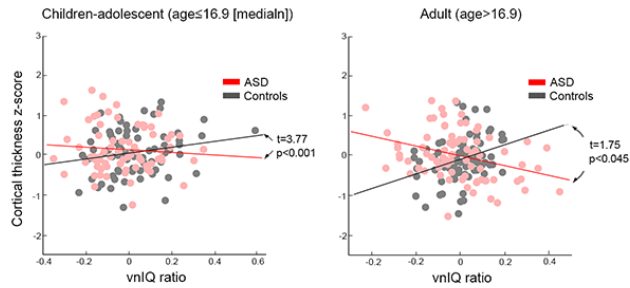 Children-adolescent (age≤16.9 [medialn])
Adult (age>16.9)
Cortical thickness z-score
3
2
1
0
-1
-2
ASD
Controls
t=3.77
p<0.001
-0.4
-0.2
0
0.2
0.4
0.6
vnIQ ratio
3
2
1
0
-1
-2
ASD
Controls
t=1.75
p<0.045
-0.4
-0.2
0
0.2
0.4
vnIQ ratio